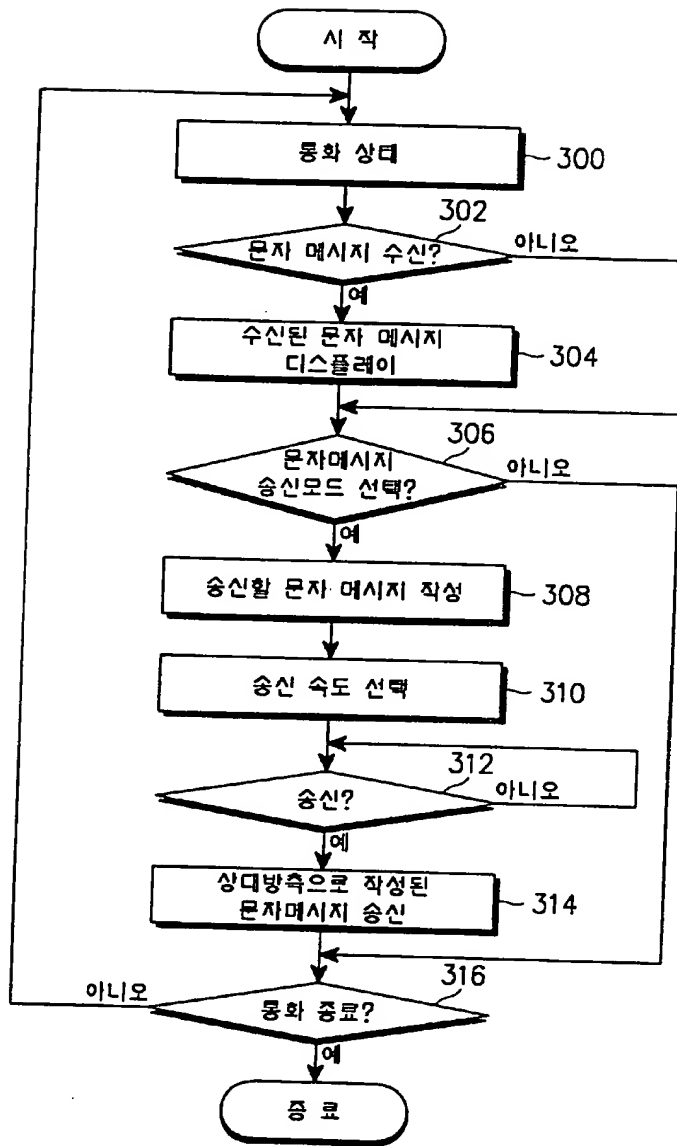 시 작
통화 상태
300
302
문자 메시지 수신?
아니오
예
수신된 문자 메시지
디스플레이
304
306
문자메시지
송신모드 선택?
아니오
예
송신할 문자 메시지 작성
308
송신 속도 선택
310
312
송신?
아니오
예
상대방측으로 작성된
문자메시지 송신
314
316
아니오
통화 종료?
예
종 료